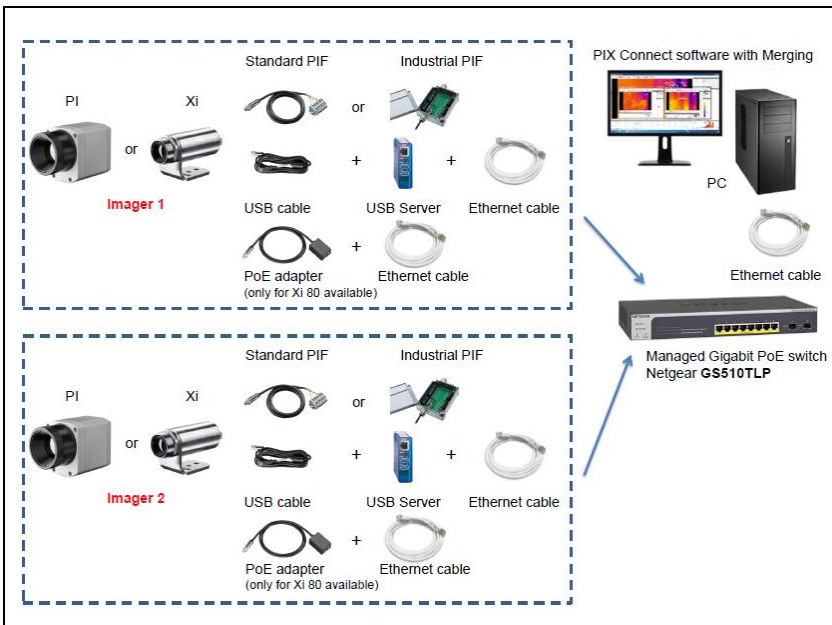 Standard PIF
Industrial PIF
PI
Xi
or
or
Imager 1
+
+
USB cable
USB Server
Ethernet cable
+
PoE adapter
(only for Xi 80 available)
Ethernet cable
Standard PIF
Industrial PIF
PI
Xi
or
or
Imager 2
+
+
USB cable
USB Server
Ethernet cable
+
PoE adapter
(only for Xi 80 available)
Ethernet cable
PIX Connect software with Merging
PC
Ethernet cable
NETGEAR
Managed Gigabit PoE switch
Netgear GS510TLP